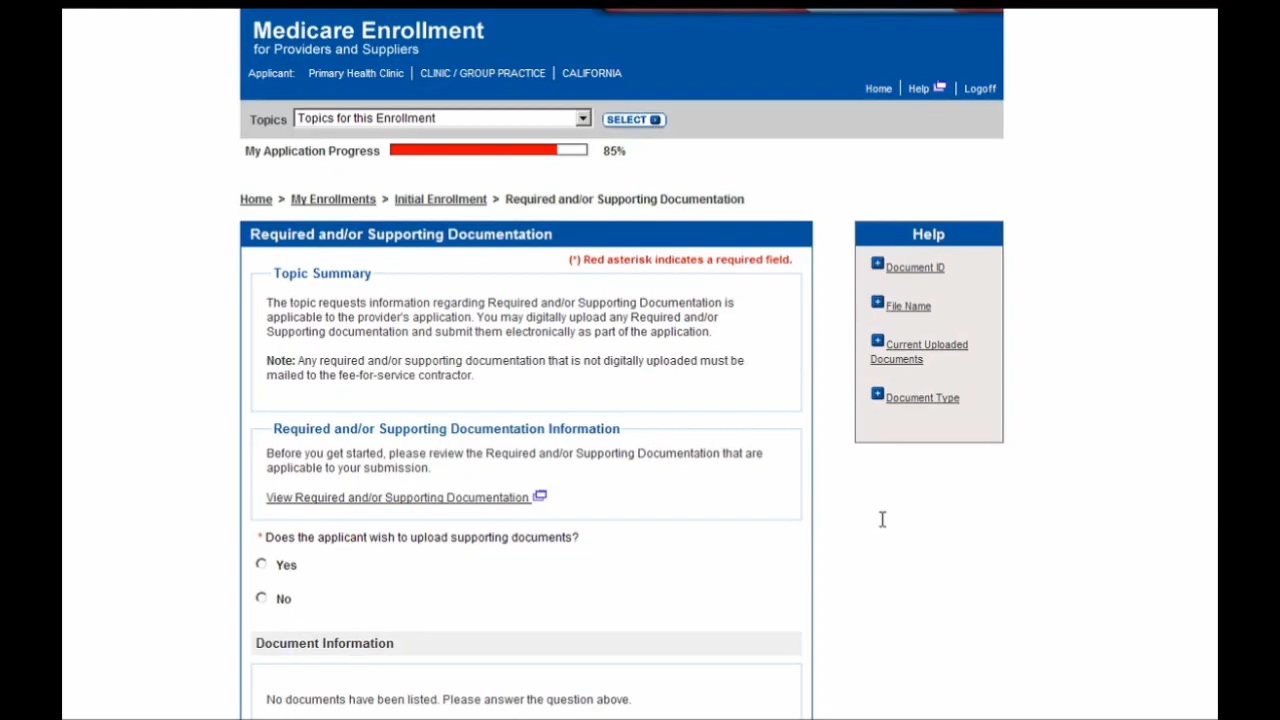 Medicare Enrollment
for Providers and Suppliers
Applicant: Primary Health Clinic | CLINIC / GROUP PRACTICE | CALIFORNIA
Home | Help | Logoff
Topics Topics for this Enrollment SELECT
My Application Progress 85%
Home > My Enrollments > Initial Enrollment > Required and/or Supporting Documentation
Required and/or Supporting Documentation
(*) Red asterisk indicates a required field.
Topic Summary
The topic requests information regarding Required and/or Supporting Documentation is
applicable to the provider's application. You may digitally upload any Required and/or
Supporting documentation and submit them electronically as part of the application.
Note: Any required and/or supporting documentation that is not digitally uploaded must be
mailed to the fee-for-service contractor.
Required and/or Supporting Documentation Information
Before you get started, please review the Required and/or Supporting Documentation that are
applicable to your submission.
View Required and/or Supporting Documentation
* Does the applicant wish to upload supporting documents?
Yes
No
Document Information
No documents have been listed. Please answer the question above.
Help
Document ID
File Name
Current Uploaded
Documents
Document Type